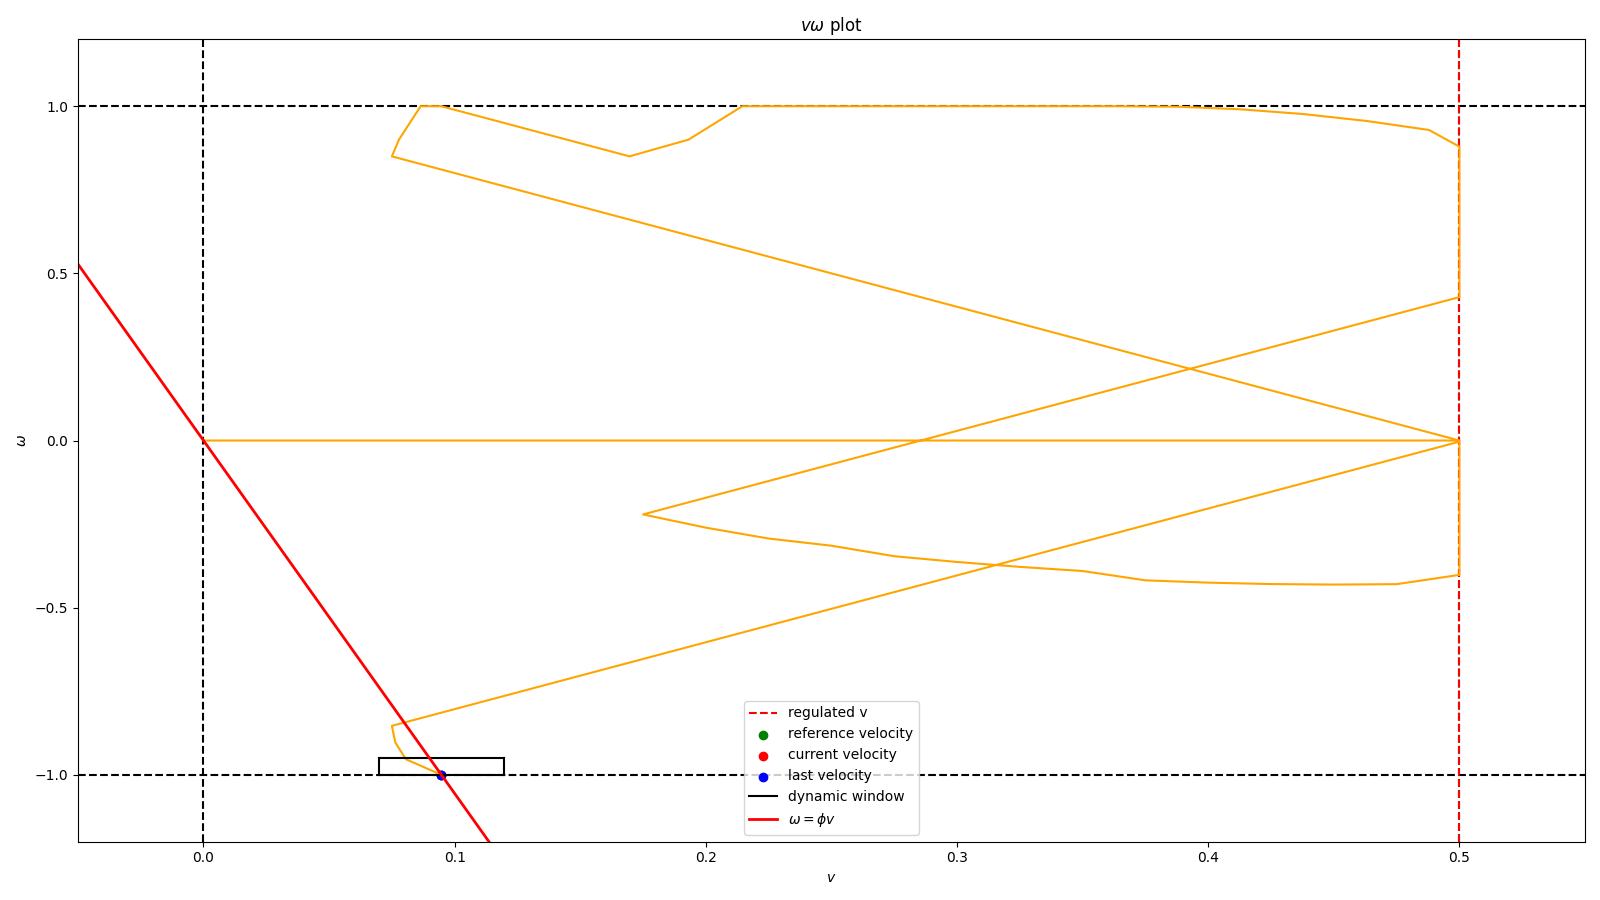 vω plot
1.0
0.5
0.0
−0.5
−1.0
ω
regulated v
reference velocity
current velocity
last velocity
dynamic window
ω = ϕv
0.0 0.1 0.2 0.3 0.4 0.5
v